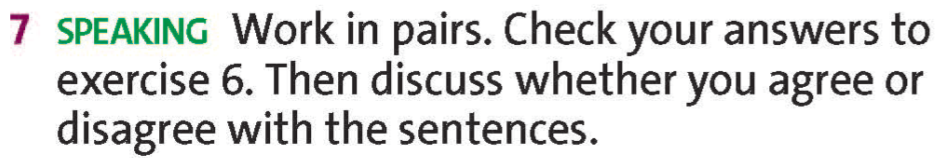 7 SPEAKING Work in pairs. Check your answers to
exercise 6. Then discuss whether you agree or
disagree with the sentences.